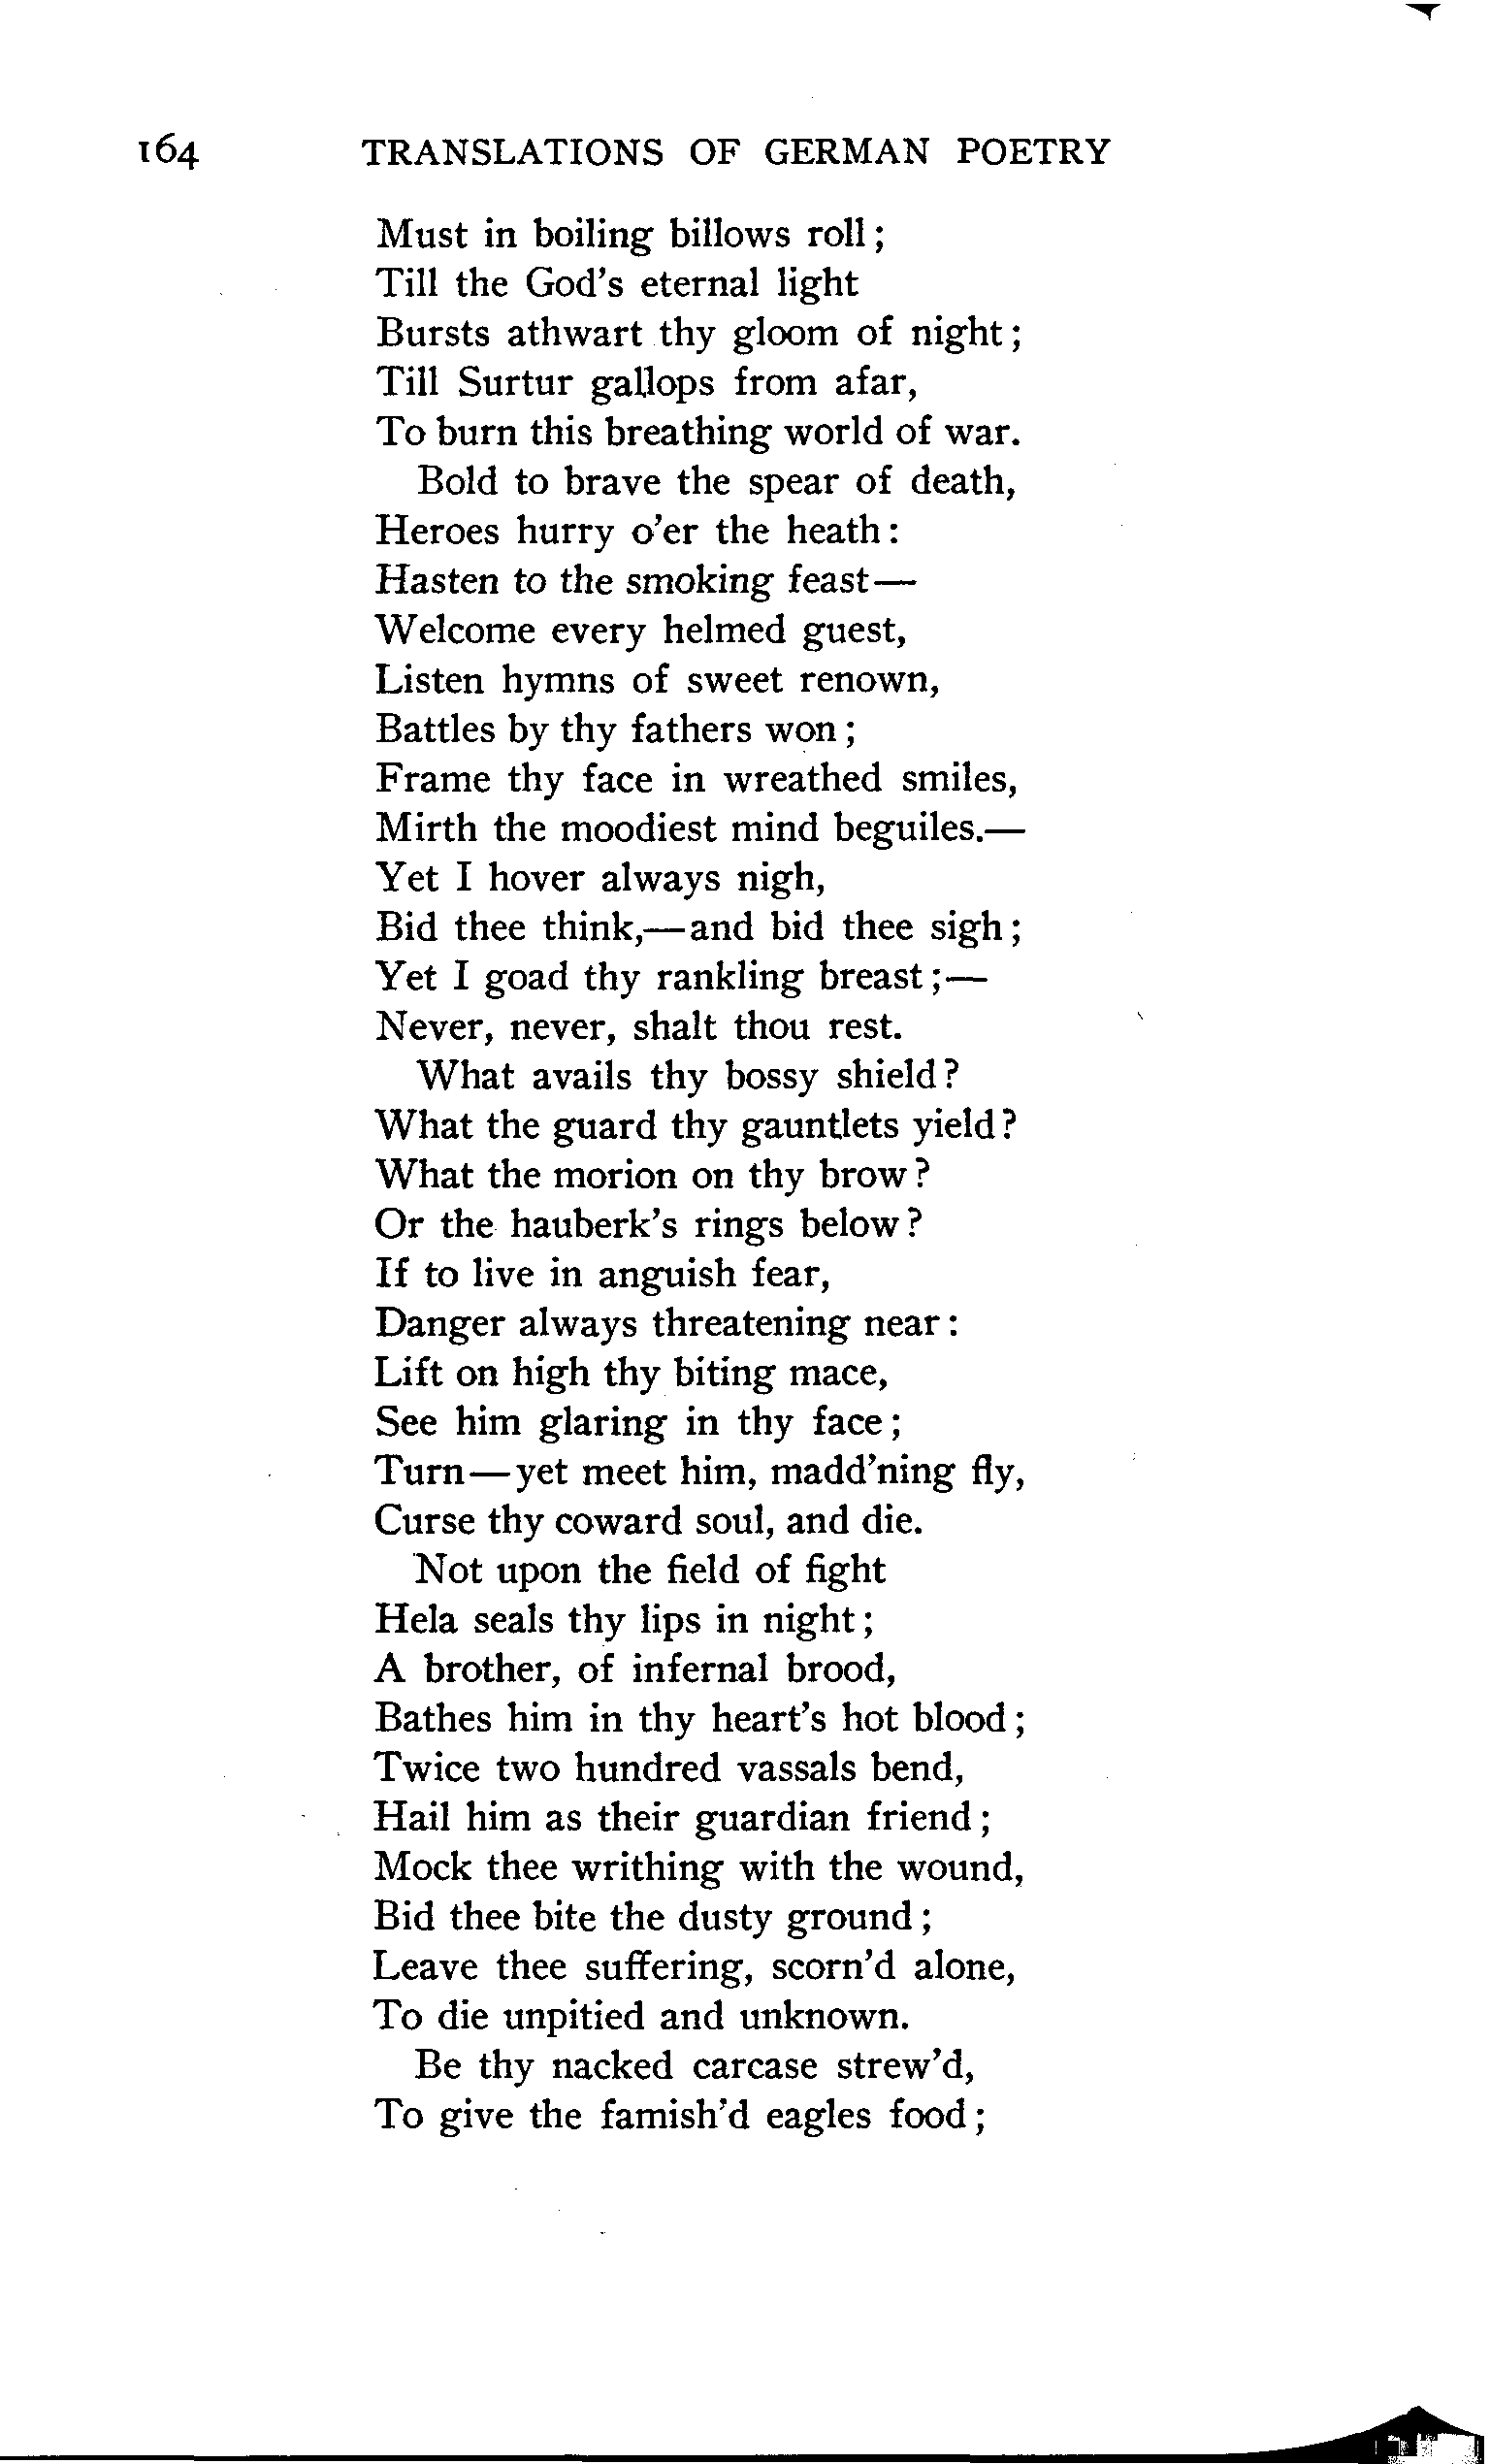 164 TRANSLATIONS OF GERMAN POETRY
Must in boiling billows roll;
Till the God's eternal light
Bursts athwart thy gloom of night;
Till Surtur gallops from afar,
To burn this breathing world of war.
Bold to brave the spear of death,
Heroes hurry o'er the heath:
Hasten to the smoking feast—
Welcome every helmed guest,
Listen hymns of sweet renown,
Battles by thy fathers won;
Frame thy face in wreathed smiles,
Mirth the moodiest mind beguiles.—
Yet I hover always nigh,
Bid thee think,—and bid thee sigh;
Yet I goad thy rankling breast;—
Never, never, shalt thou rest.
What avails thy bossy shield?
What the guard thy gauntlets yield?
What the morion on thy brow?
Or the hauberk's rings below?
If to live in anguish fear,
Danger always threatening near:
Lift on high thy biting mace,
See him glaring in thy face;
Turn—yet meet him, madd'ning fly,
Curse thy coward soul, and die.
Not upon the field of fight
Hela seals thy lips in night;
A brother, of infernal brood,
Bathes him in thy heart's hot blood;
Twice two hundred vassals bend,
Hail him as their guardian friend;
Mock thee writhing with the wound,
Bid thee bite the dusty ground;
Leave thee suffering, scorn'd alone,
To die unpitied and unknown.
Be thy nacked carcase strew'd,
To give the famish'd eagles food;